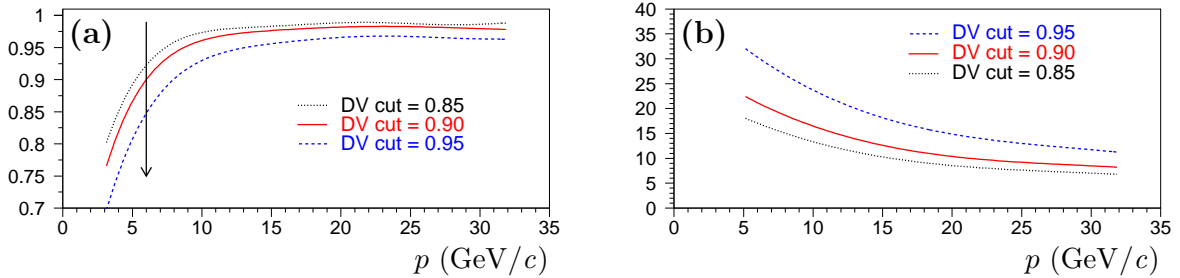 (a)
1
0.95
0.9
0.85
0.8
0.75
0.7
DV cut = 0.85
DV cut = 0.90
DV cut = 0.95
0 5 10 15 20 25 30 35
p (GeV/c)
(b)
40
35
30
25
20
15
10
5
0
DV cut = 0.95
DV cut = 0.90
DV cut = 0.85
0 5 10 15 20 25 30 35
p (GeV/c)